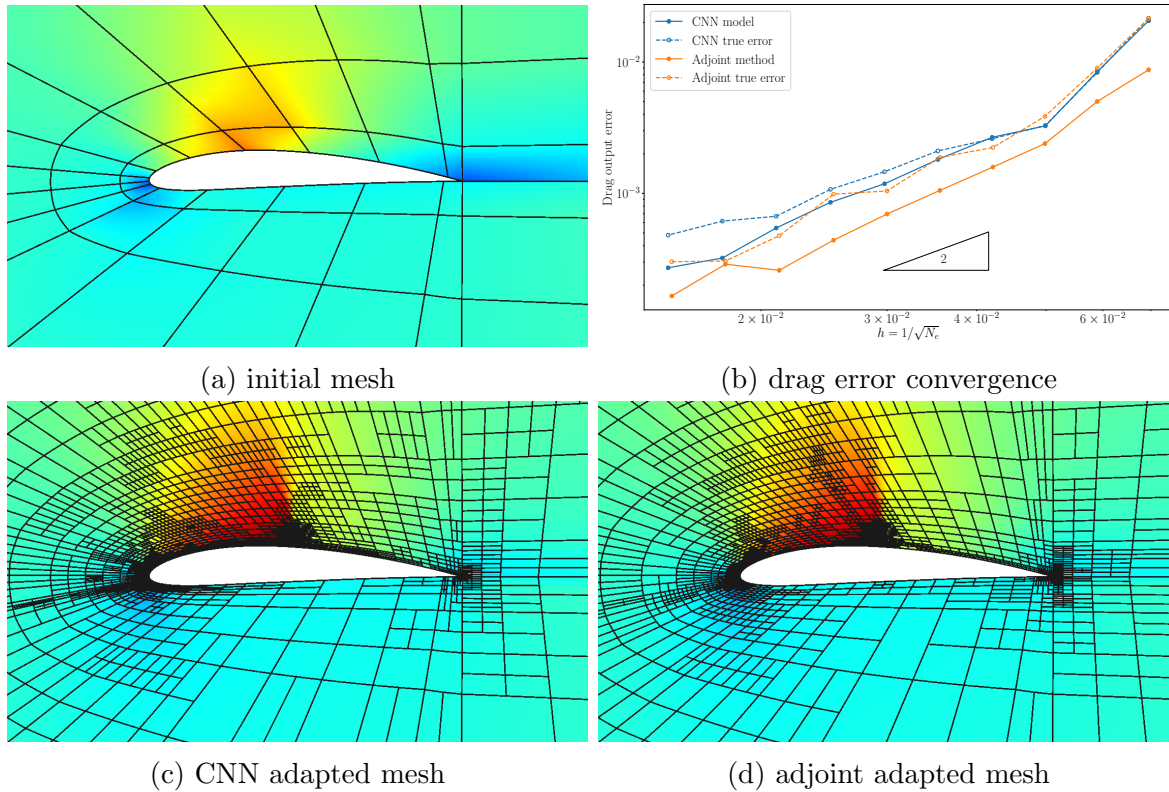 CNN model
CNN true error
Adjoint method
Adjoint true error
10⁻²
10⁻³
Drag output error
2
2 × 10⁻²
3 × 10⁻²
4 × 10⁻²
6 × 10⁻²
h = 1/√Nₑ
(a) initial mesh
(b) drag error convergence
(c) CNN adapted mesh
(d) adjoint adapted mesh